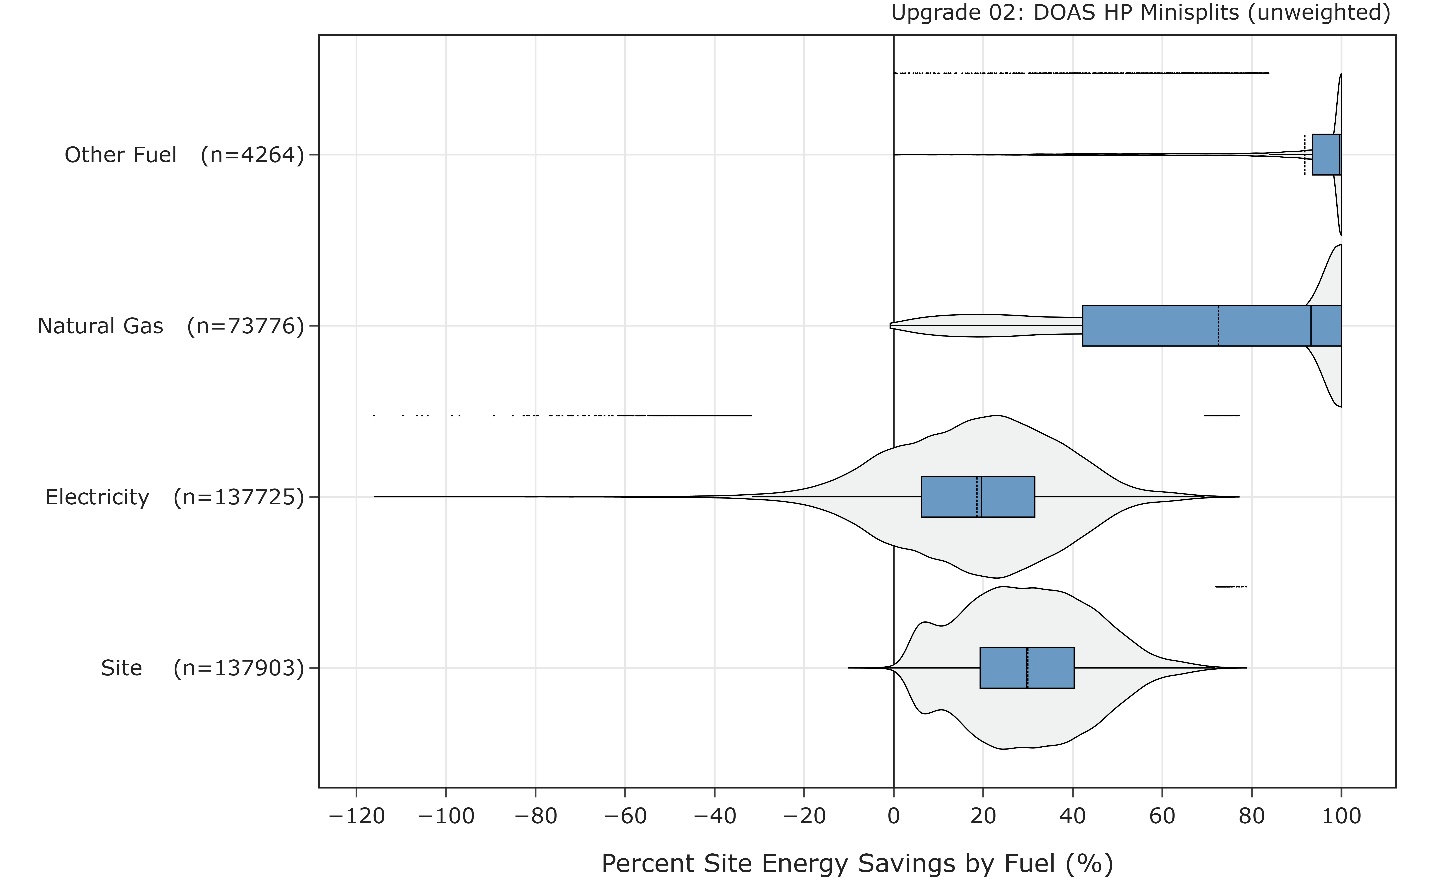 Upgrade 02: DOAS HP Minisplits (unweighted)
Other Fuel (n=4264)
Natural Gas (n=73776)
Electricity (n=137725)
Site (n=137903)
−120 −100 −80 −60 −40 −20 0 20 40 60 80 100
Percent Site Energy Savings by Fuel (%)